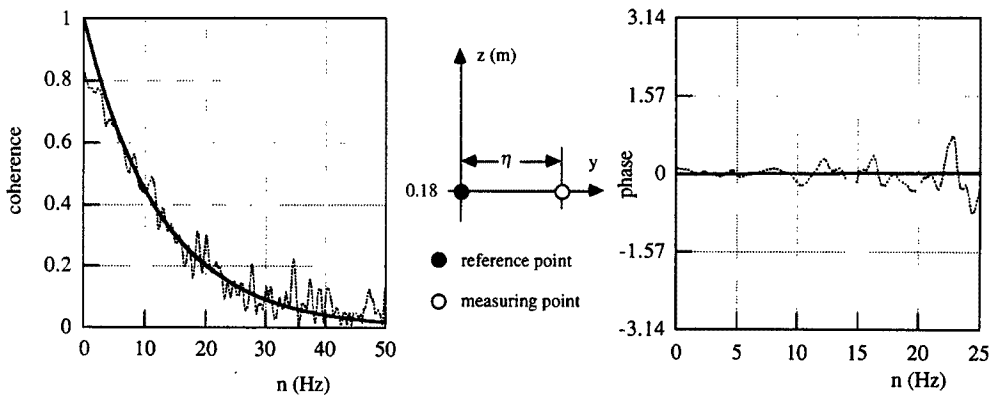 coherence
1
0.8
0.6
0.4
0.2
0
0 10 20 30 40 50
n (Hz)
z (m)
η
y
0.18
reference point
measuring point
phase
3.14
1.57
0
-1.57
-3.14
0 5 10 15 20 25
n (Hz)